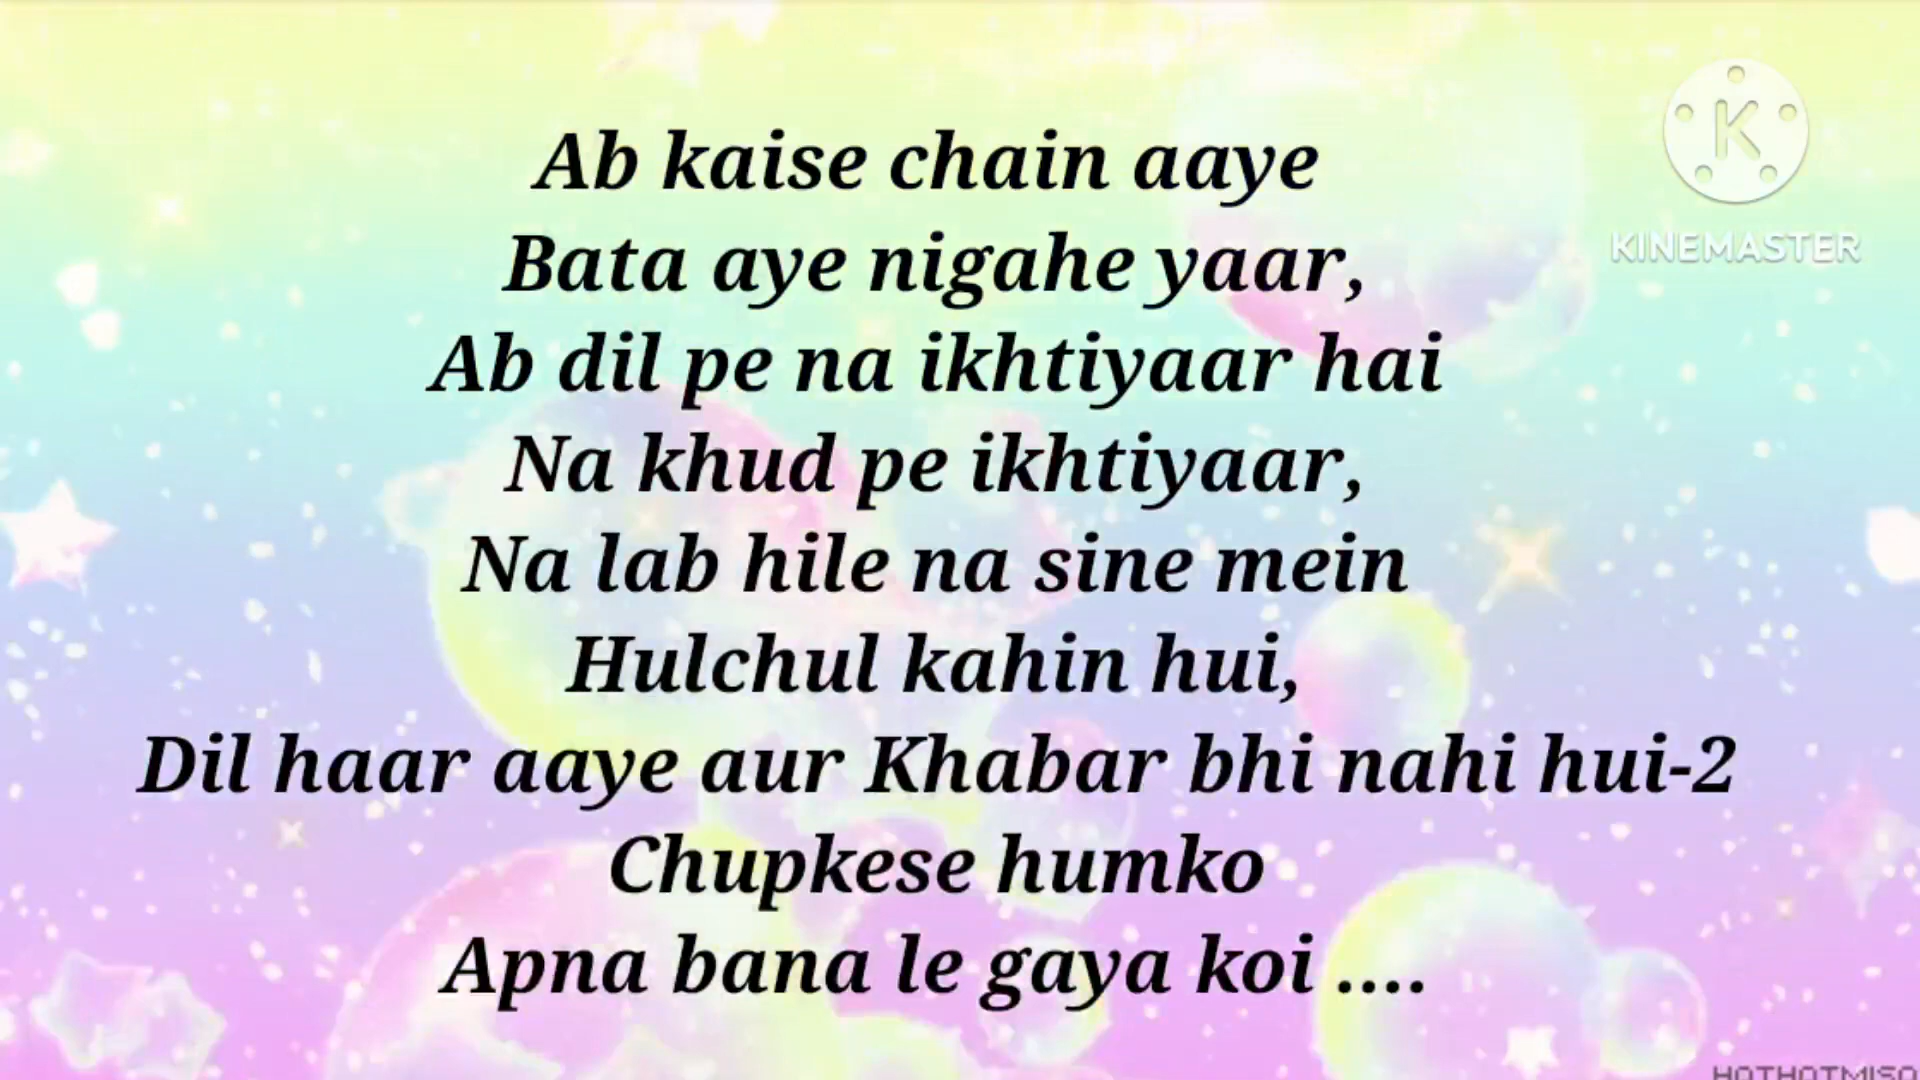 Ab kaise chain aaye
Bata aye nigahe yaar,
Ab dil pe na ikhtiyaar hai
Na khud pe ikhtiyaar,
Na lab hile na sine mein
Hulchul kahin hui,
Dil haar aaye aur Khabar bhi nahi hui-2
Chupkese humko
Apna bana le gaya koi ....
K
KINEMASTER
HOTHOTMISO